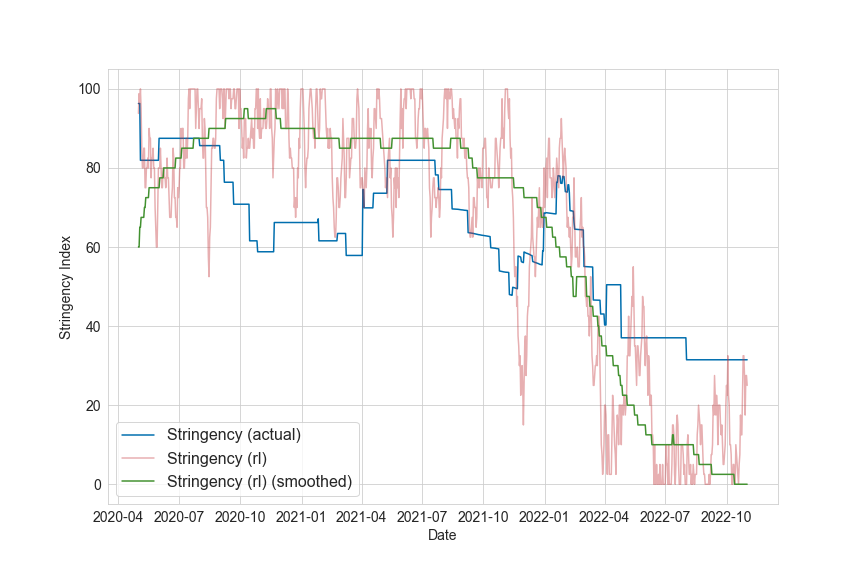 100
80
60
40
20
0
Stringency Index
Stringency (actual)
Stringency (rl)
Stringency (rl) (smoothed)
2020-04 2020-07 2020-10 2021-01 2021-04 2021-07 2021-10 2022-01 2022-04 2022-07 2022-10
Date